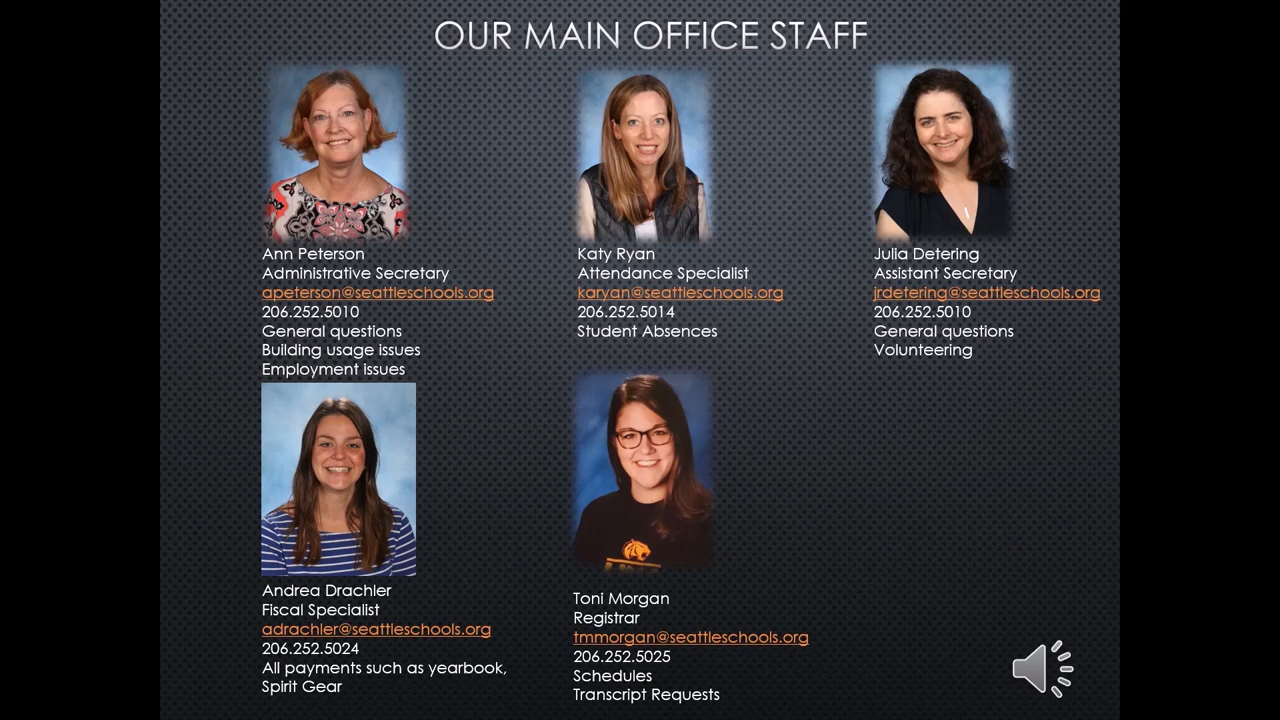 OUR MAIN OFFICE STAFF
Ann Peterson
Administrative Secretary
apeterson@seattleschools.org
206.252.5010
General questions
Building usage issues
Employment issues
Katy Ryan
Attendance Specialist
karyan@seattleschools.org
206.252.5014
Student Absences
Julia Detering
Assistant Secretary
jrdetering@seattleschools.org
206.252.5010
General questions
Volunteering
Andrea Drachler
Fiscal Specialist
adrachler@seattleschools.org
206.252.5024
All payments such as yearbook,
Spirit Gear
Toni Morgan
Registrar
tmmorgan@seattleschools.org
206.252.5025
Schedules
Transcript Requests